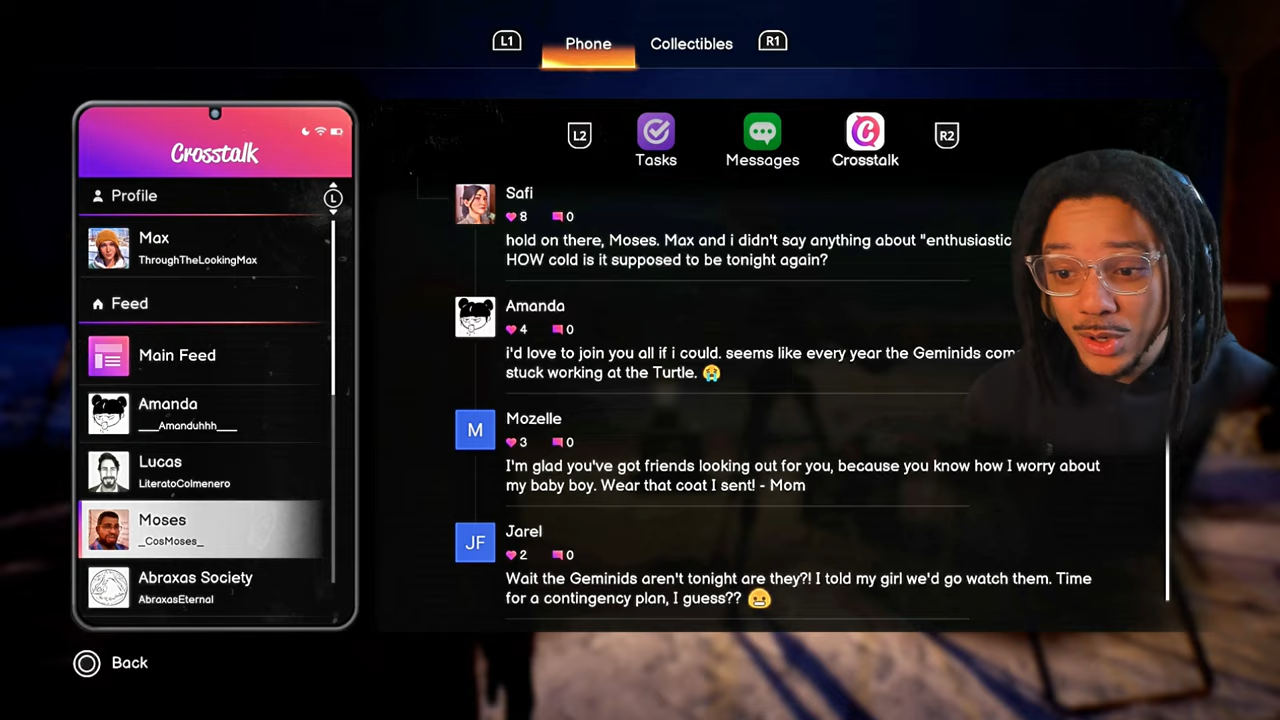 L1
Phone
Collectibles
R1
Crosstalk
L2
Tasks
Messages
Crosstalk
R2
Profile
L
Max
ThroughTheLookingMax
Feed
Main Feed
Amanda
___Amanduhhh___
Lucas
LiteratoColmenero
Moses
_CosMoses_
Abraxas Society
AbraxasEternal
Safi
8 0
hold on there, Moses. Max and i didn't say anything about "enthusiastic
HOW cold is it supposed to be tonight again?
Amanda
4 0
i'd love to join you all if i could. seems like every year the Geminids
stuck working at the Turtle. 😭
M
Mozelle
3 0
I'm glad you've got friends looking out for you, because you know how I worry about
my baby boy. Wear that coat I sent! - Mom
JF
Jarel
2 0
Wait the Geminids aren't tonight are they?! I told my girl we'd go watch them. Time
for a contingency plan, I guess?? 😬
Back